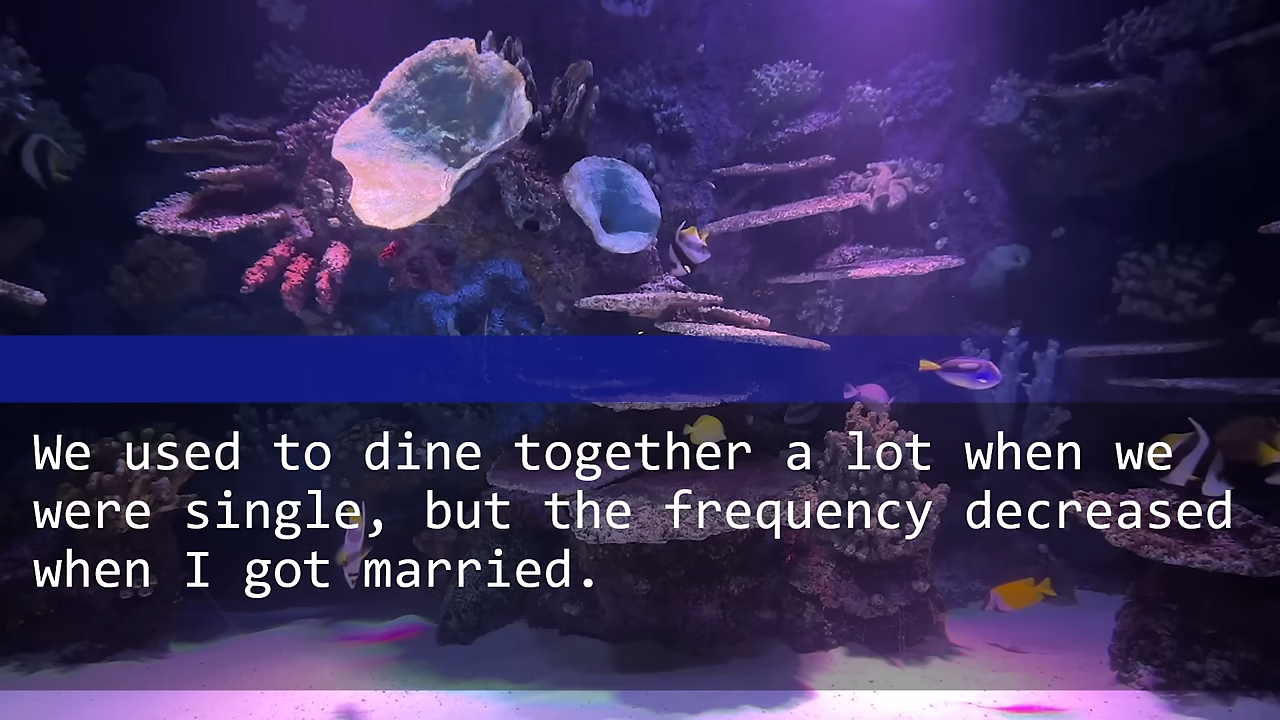 We used to dine together a lot when we
were single, but the frequency decreased
when I got married.